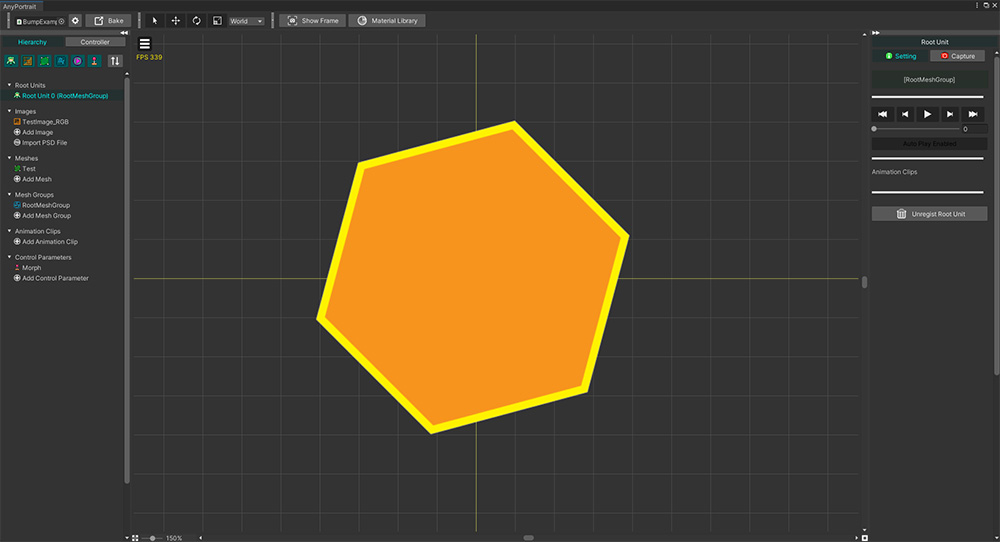 AnyPortrait
BumpExamp
Bake
World
Show Frame
Material Library
Hierarchy
Controller
FPS 339
Root Units
Root Unit 0 (RootMeshGroup)
Images
TestImage_RGB
Add Image
Import PSD File
Meshes
Test
Add Mesh
Mesh Groups
RootMeshGroup
Add Mesh Group
Animation Clips
Add Animation Clip
Control Parameters
Morph
Add Control Parameter
150%
Root Unit
Setting
Capture
[RootMeshGroup]
0
Auto Play Enabled
Animation Clips
Unregist Root Unit